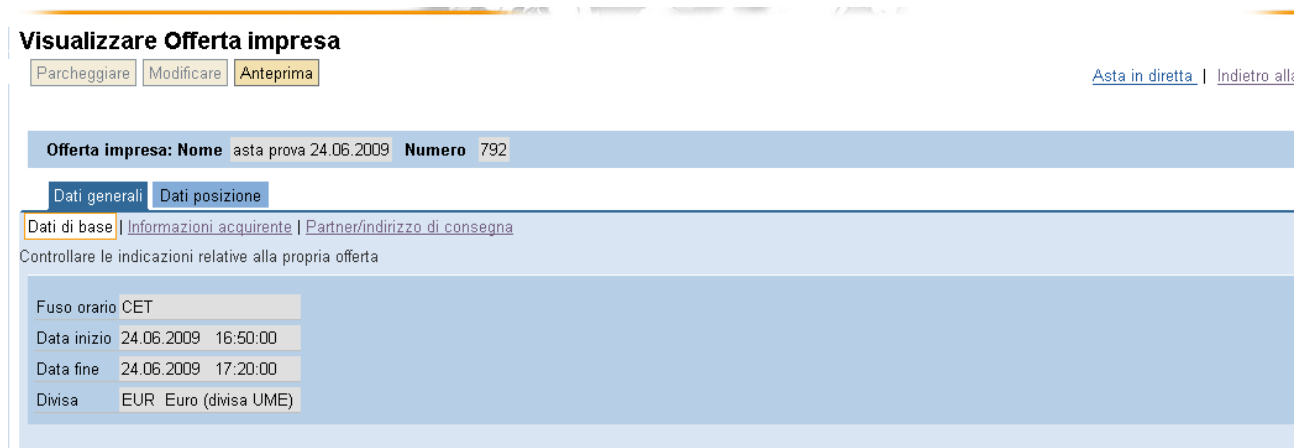 Visualizzare Offerta impresa
Parcheggiare Modificare Anteprima
Asta in diretta | Indietro alla
Offerta impresa: Nome asta prova 24.06.2009 Numero 792
Dati generali Dati posizione
Dati di base | Informazioni acquirente | Partner/indirizzo di consegna
Controllare le indicazioni relative alla propria offerta
Fuso orario CET
Data inizio 24.06.2009 16:50:00
Data fine 24.06.2009 17:20:00
Divisa EUR Euro (divisa UME)